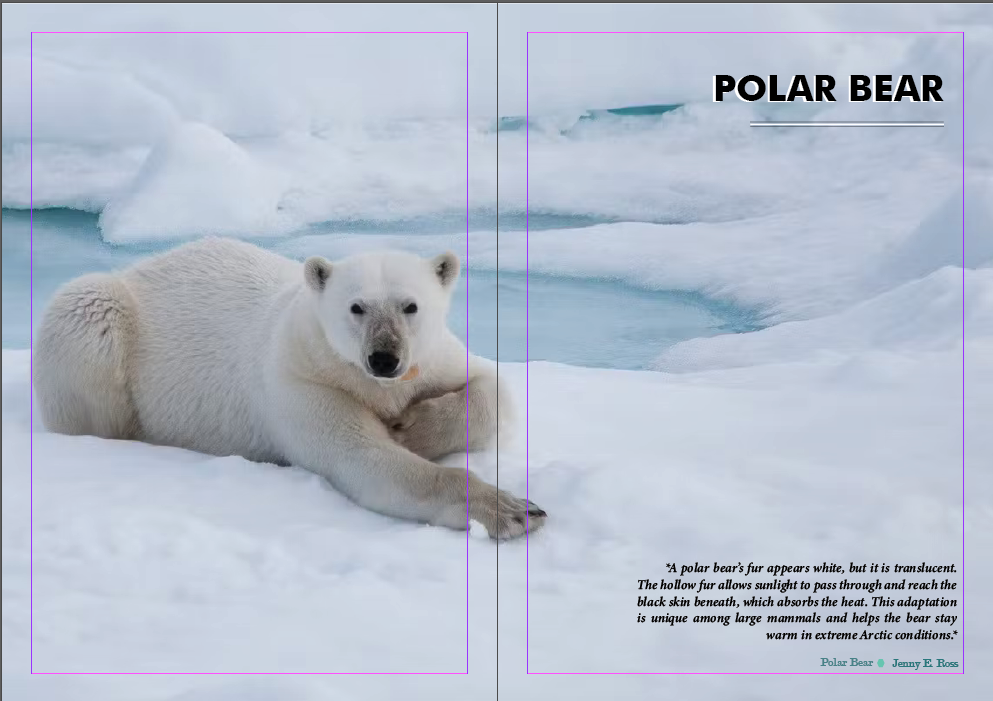 POLAR BEAR
*A polar bear's fur appears white, but it is translucent.
The hollow fur allows sunlight to pass through and reach the
black skin beneath, which absorbs the heat. This adaptation
is unique among large mammals and helps the bear stay
warm in extreme Arctic conditions.*
Polar Bear Jenny E. Ross